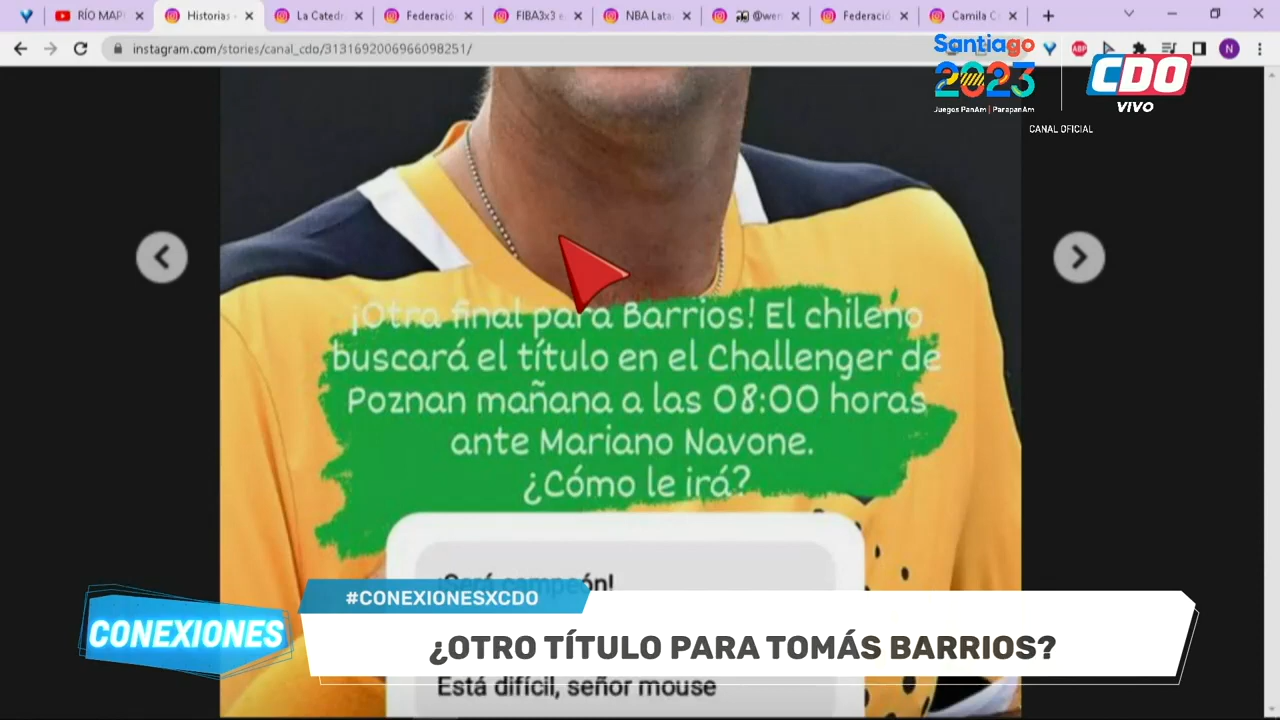 RÍO MAP
Historias
La Catedr
Federació
FIBA3x3 e
NBA Lata
@wer
Federació
Camila C
instagram.com/stories/canal_cdo/3131692006966098251/
ABP
N
Santiago
2023
Juegos PanAm | ParapanAm
CDO
VIVO
CANAL OFICIAL
¡Otra final para Barrios! El chileno
buscará el título en el Challenger de
Poznan mañana a las 08:00 horas
ante Mariano Navone.
¿Cómo le irá?
¡Será campeón!
#CONEXIONESXCDO
CONEXIONES
¿OTRO TÍTULO PARA TOMÁS BARRIOS?
Está difícil, señor mouse